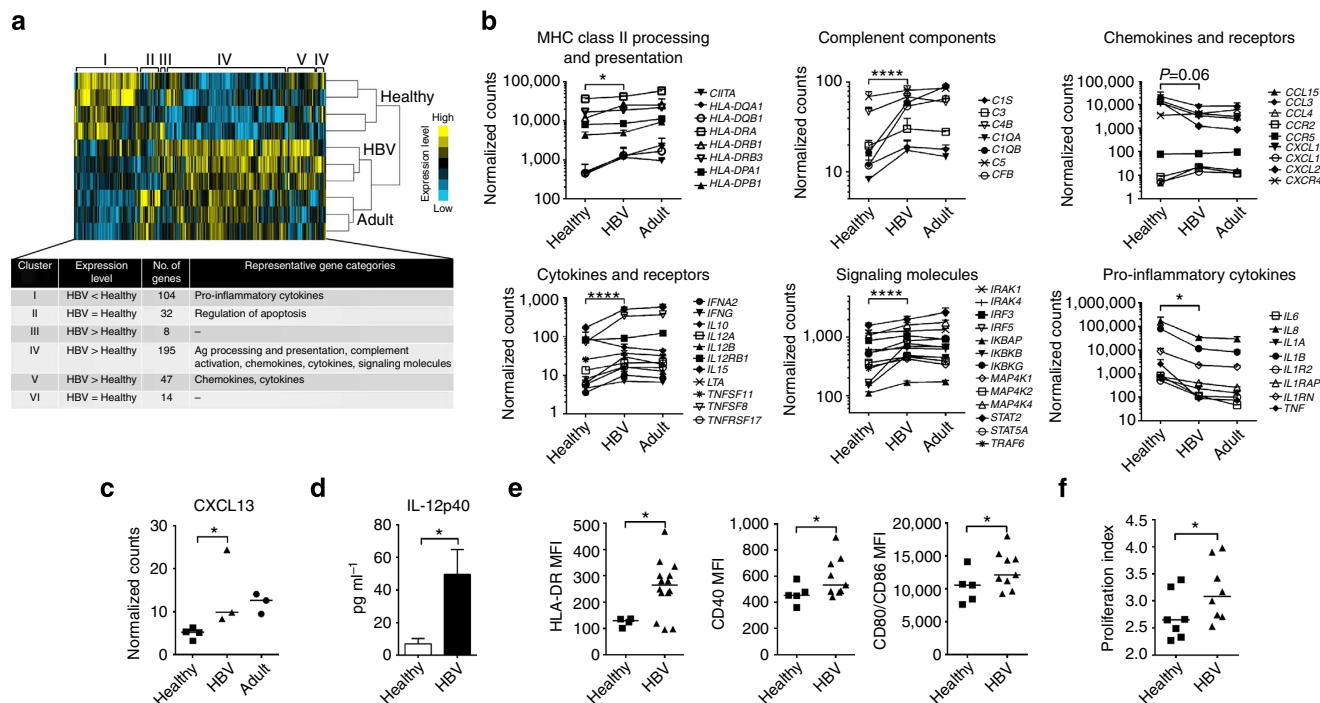 a
I II III IV V IV
Healthy
HBV
Adult
High
Expression level
Low
Cluster Expression level No. of genes Representative gene categories
I HBV < Healthy 104 Pro-inflammatory cytokines
II HBV = Healthy 32 Regulation of apoptosis
III HBV > Healthy 8 –
IV HBV > Healthy 195 Ag processing and presentation, complement
activation, chemokines, cytokines, signaling molecules
V HBV > Healthy 47 Chemokines, cytokines
VI HBV = Healthy 14 –
b
MHC class II processing
and presentation
Normalized counts
100,000
10,000
1,000
100
*
Healthy HBV Adult
CIITA
HLA-DQA1
HLA-DQB1
HLA-DRA
HLA-DRB1
HLA-DRB3
HLA-DPA1
HLA-DPB1
Complenent components
Normalized counts
100
10
****
Healthy HBV Adult
C1S
C3
C4B
C1QA
C1QB
C5
CFB
Chemokines and receptors
Normalized counts
100,000
10,000
1,000
100
10
1
P=0.06
Healthy HBV Adult
CCL15
CCL3
CCL4
CCR2
CCR5
CXCL1
CXCL1
CXCL2
CXCR4
Cytokines and receptors
Normalized counts
1,000
100
10
1
****
Healthy HBV Adult
IFNA2
IFNG
IL10
IL12A
IL12B
IL12RB1
IL15
LTA
TNFSF11
TNFSF8
TNFRSF17
Signaling molecules
Normalized counts
1,000
100
****
Healthy HBV Adult
IRAK1
IRAK4
IRF3
IRF5
IKBAP
IKBKB
IKBKG
MAP4K1
MAP4K2
MAP4K4
STAT2
STAT5A
TRAF6
Pro-inflammatory cytokines
Normalized counts
1,000,000
100,000
10,000
1,000
100
10
*
Healthy HBV Adult
IL6
IL8
IL1A
IL1B
IL1R2
IL1RAP
IL1RN
TNF
c
CXCL13
Normalized counts
30
20
10
0
*
Healthy HBV Adult
d
IL-12p40
pg ml⁻¹
80
60
40
20
0
*
Healthy HBV
e
HLA-DR MFI
500
400
300
200
100
0
*
Healthy HBV
CD40 MFI
1,000
800
600
400
200
0
*
Healthy HBV
CD80/CD86 MFI
20,000
15,000
10,000
5,000
0
*
Healthy HBV
f
Proliferation index
4.5
4.0
3.5
3.0
2.5
2.0
*
Healthy HBV